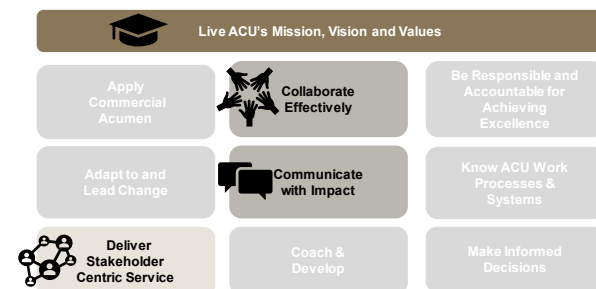 Live ACU's Mission, Vision and Values
Apply
Commercial
Acumen
Collaborate
Effectively
Be Responsible and
Accountable for
Achieving
Excellence
Adapt to and
Lead Change
Communicate
with Impact
Know ACU Work
Processes &
Systems
Deliver
Stakeholder
Centric Service
Coach &
Develop
Make Informed
Decisions